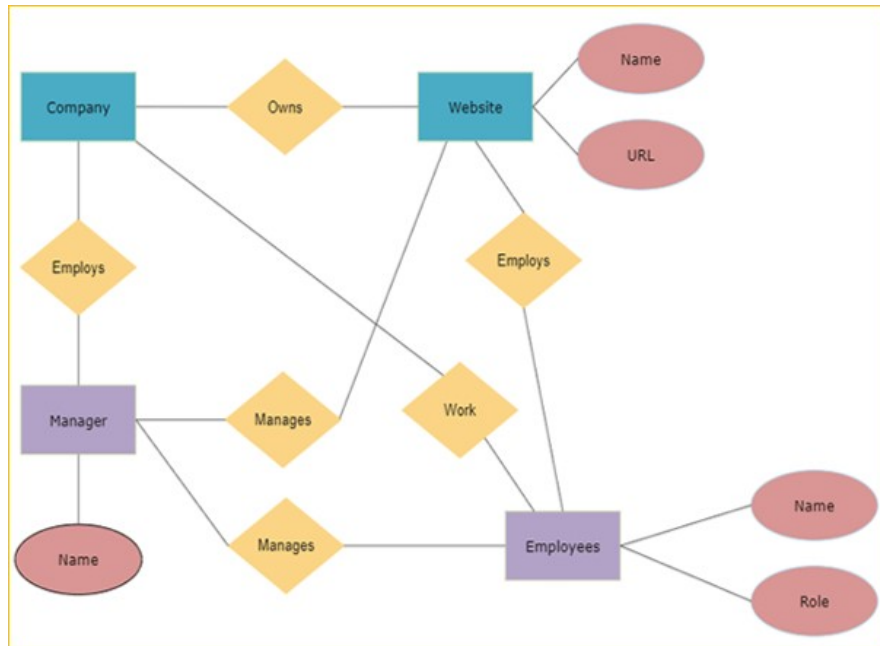 Name
Company
Owns
Website
URL
Employs
Employs
Manager
Manages
Work
Name
Manages
Employees
Name
Role